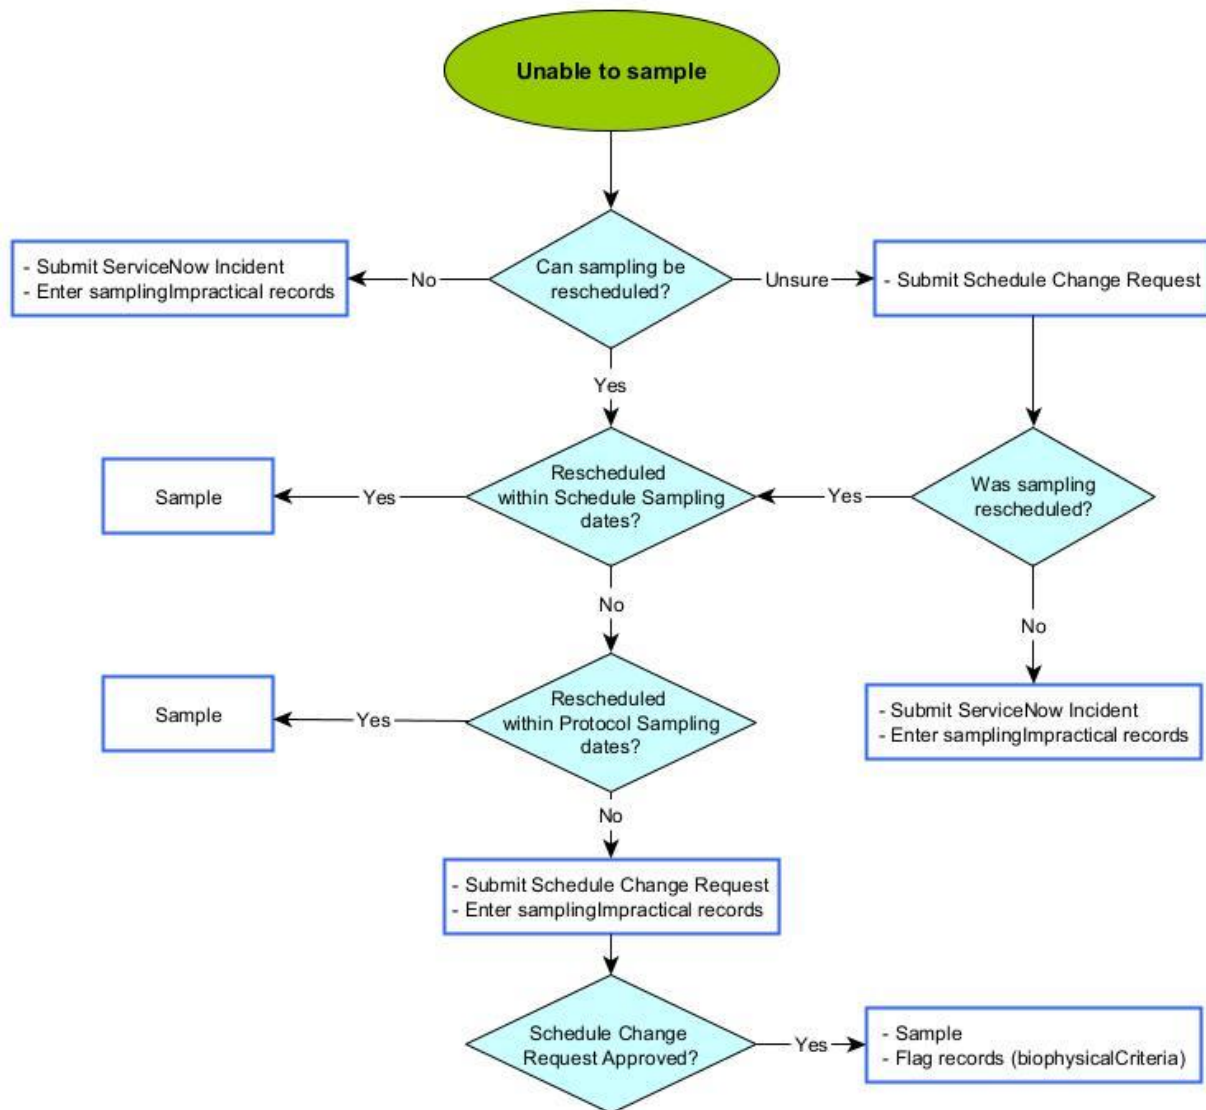 Unable to sample
Can sampling be
rescheduled?
No
- Submit ServiceNow Incident
- Enter samplingImpractical records
Unsure
- Submit Schedule Change Request
Yes
Rescheduled
within Schedule Sampling
dates?
Yes
Sample
Yes
Was sampling
rescheduled?
No
No
- Submit ServiceNow Incident
- Enter samplingImpractical records
Rescheduled
within Protocol Sampling
dates?
Yes
Sample
No
- Submit Schedule Change Request
- Enter samplingImpractical records
Schedule Change
Request Approved?
Yes
- Sample
- Flag records (biophysicalCriteria)